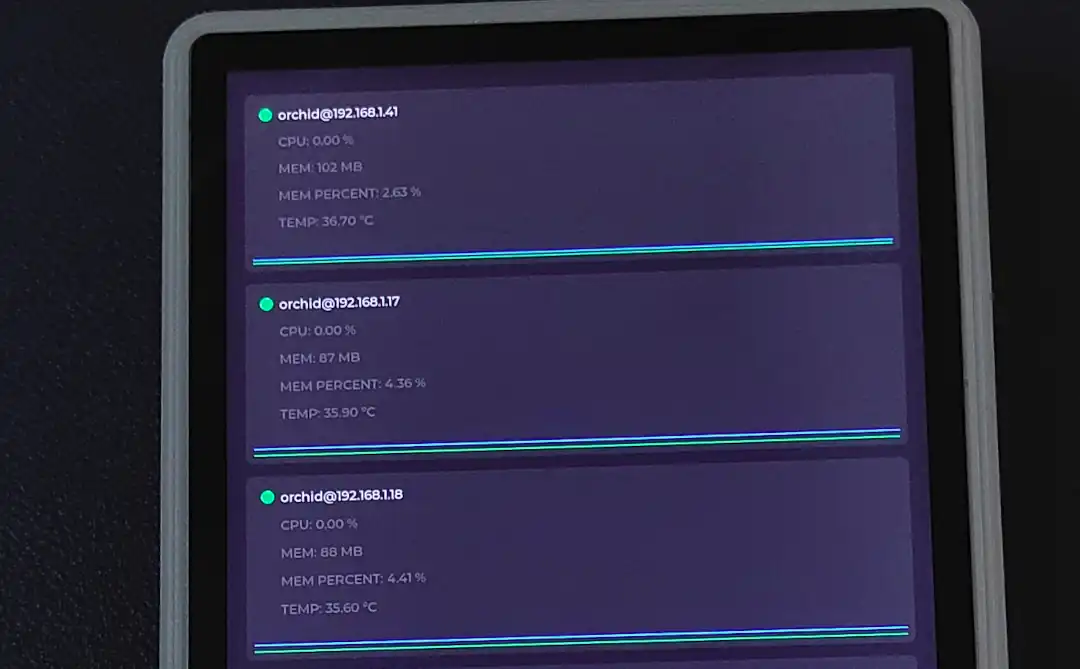 orchid@192.168.1.41
CPU: 0.00 %
MEM: 102 MB
MEM PERCENT: 2.63 %
TEMP: 36.70 °C
orchid@192.168.1.17
CPU: 0.00 %
MEM: 87 MB
MEM PERCENT: 4.36 %
TEMP: 35.90 °C
orchid@192.168.1.18
CPU: 0.00 %
MEM: 88 MB
MEM PERCENT: 4.41 %
TEMP: 35.60 °C